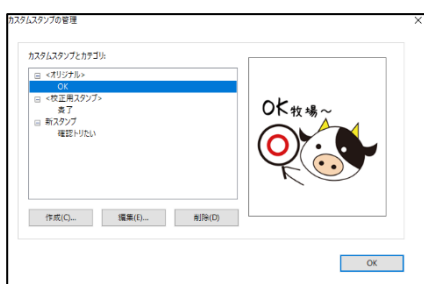 カスタムスタンプの管理
カスタムスタンプとカテゴリ:
<オリジナル>
OK
<校正用スタンプ>
責了
新スタンプ
確認トリたい
OK牧場～
作成(C)...
編集(E)...
削除(D)
OK